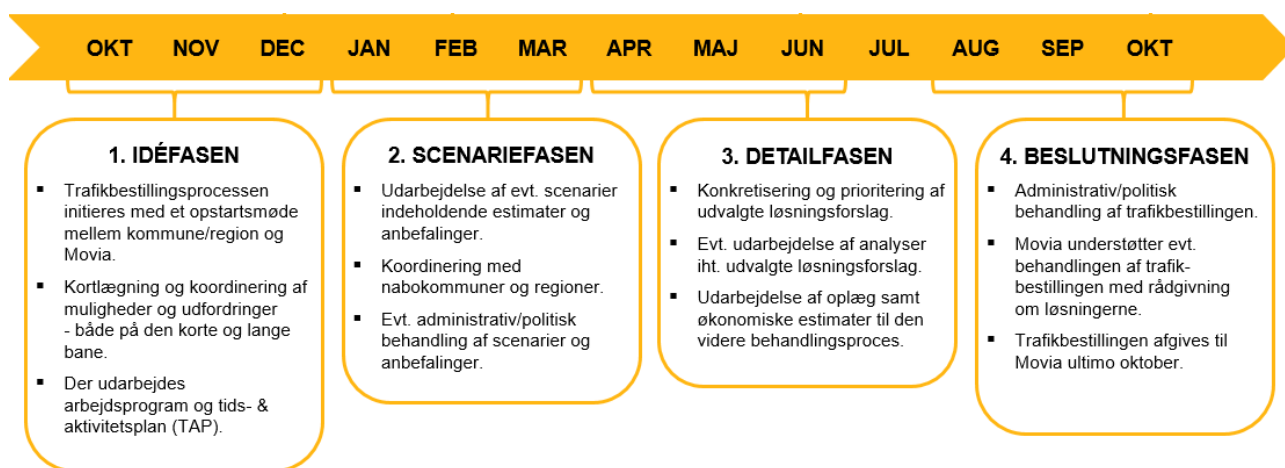 OKT NOV DEC JAN FEB MAR APR MAJ JUN JUL AUG SEP OKT
1. IDÉFASEN
▪ Trafikbestillingsprocessen
initieres med et opstartsmøde
mellem kommune/region og
Movia.
▪ Kortlægning og koordinering af
muligheder og udfordringer
- både på den korte og lange
bane.
▪ Der udarbejdes
arbejdsprogram og tids- &
aktivitetsplan (TAP).
2. SCENARIEFASEN
▪ Udarbejdelse af evt. scenarier
indeholdende estimater og
anbefalinger.
▪ Koordinering med
nabokommuner og regioner.
▪ Evt. administrativ/politisk
behandling af scenarier og
anbefalinger.
3. DETAILFASEN
▪ Konkretisering og prioritering af
udvalgte løsningsforslag.
▪ Evt. udarbejdelse af analyser
iht. udvalgte løsningsforslag.
▪ Udarbejdelse af oplæg samt
økonomiske estimater til den
videre behandlingsproces.
4. BESLUTNINGSFASEN
▪ Administrativ/politisk
behandling af trafikbestillingen.
▪ Movia understøtter evt.
behandlingen af trafik-
bestillingen med rådgivning
om løsningerne.
▪ Trafikbestillingen afgives til
Movia ultimo oktober.